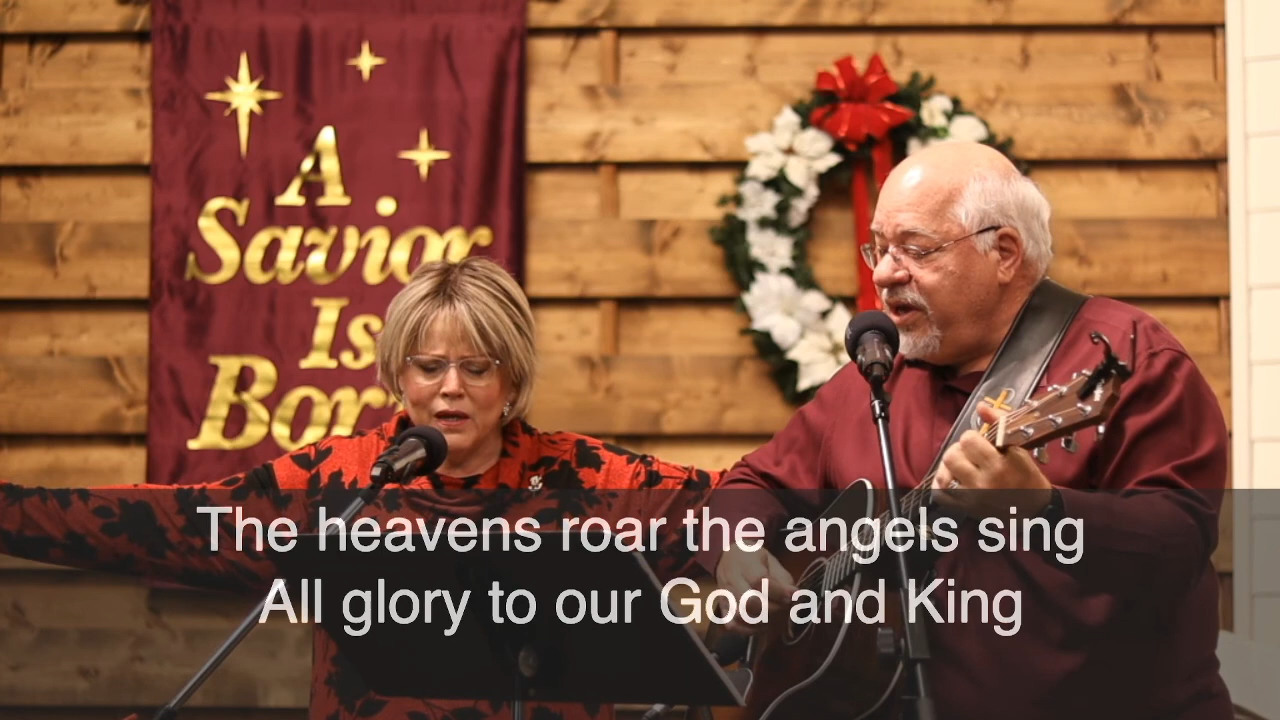 A
Savior
Is
The heavens roar the angels sing
All glory to our God and King